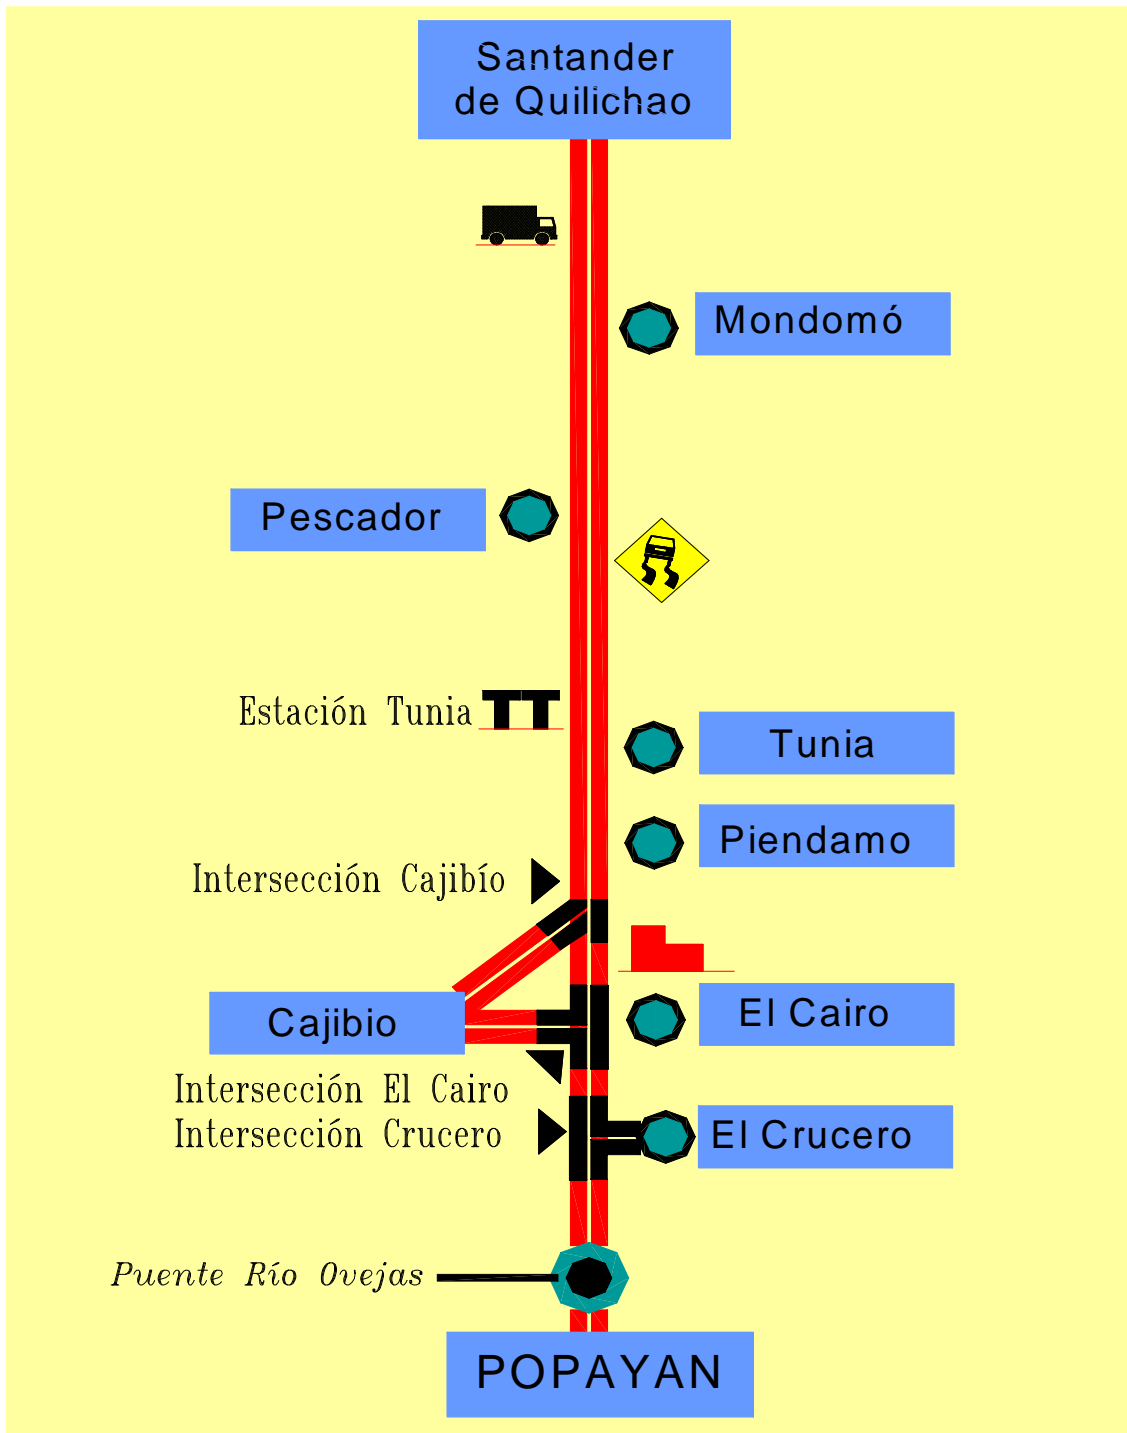 Santander
de Quilichao
Mondomó
Pescador
Estación Tunia
Tunia
Piendamo
Intersección Cajibío
Cajibio
El Cairo
Intersección El Cairo
Intersección Crucero
El Crucero
Puente Río Ovejas
POPAYAN